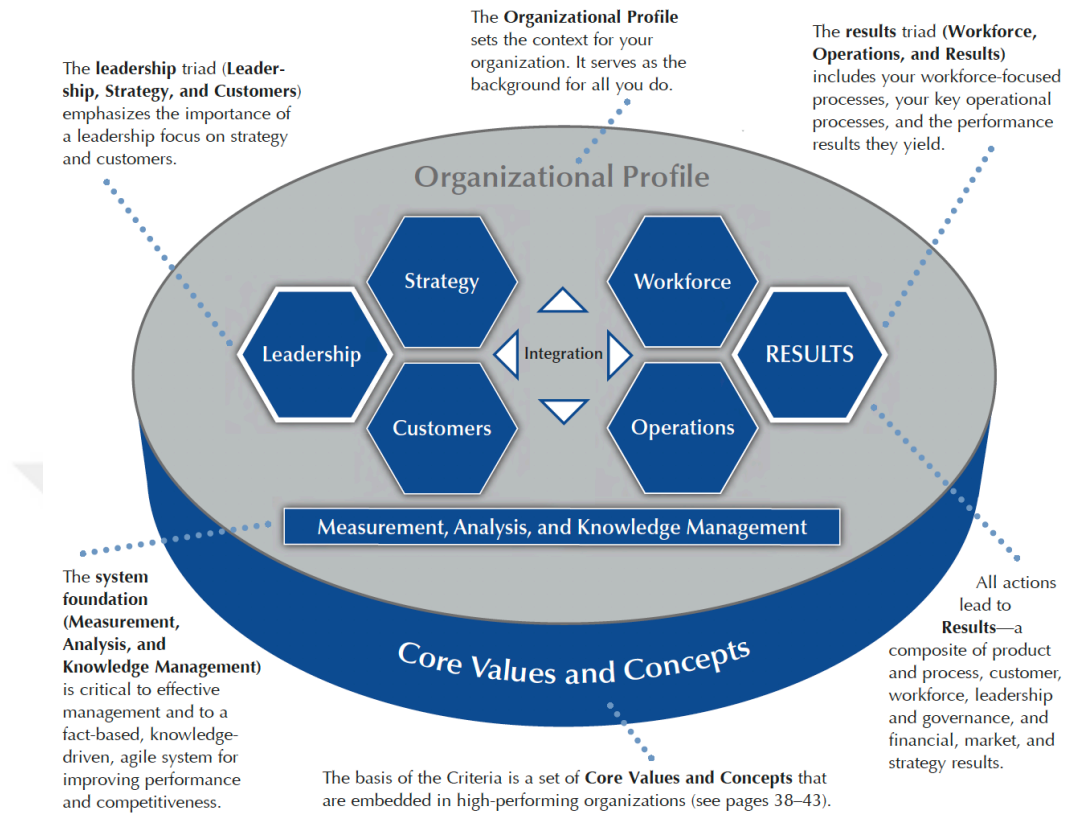 The Organizational Profile
sets the context for your
organization. It serves as the
background for all you do.
The results triad (Workforce,
Operations, and Results)
includes your workforce-focused
processes, your key operational
processes, and the performance
results they yield.
The leadership triad (Leader-
ship, Strategy, and Customers)
emphasizes the importance of
a leadership focus on strategy
and customers.
Organizational Profile
Strategy
Workforce
Leadership
Integration
RESULTS
Customers
Operations
Measurement, Analysis, and Knowledge Management
Core Values and Concepts
The system
foundation
(Measurement,
Analysis, and
Knowledge Management)
is critical to effective
management and to a
fact-based, knowledge-
driven, agile system for
improving performance
and competitiveness.
All actions
lead to
Results—a
composite of product
and process, customer,
workforce, leadership
and governance, and
financial, market, and
strategy results.
The basis of the Criteria is a set of Core Values and Concepts that
are embedded in high-performing organizations (see pages 38–43).